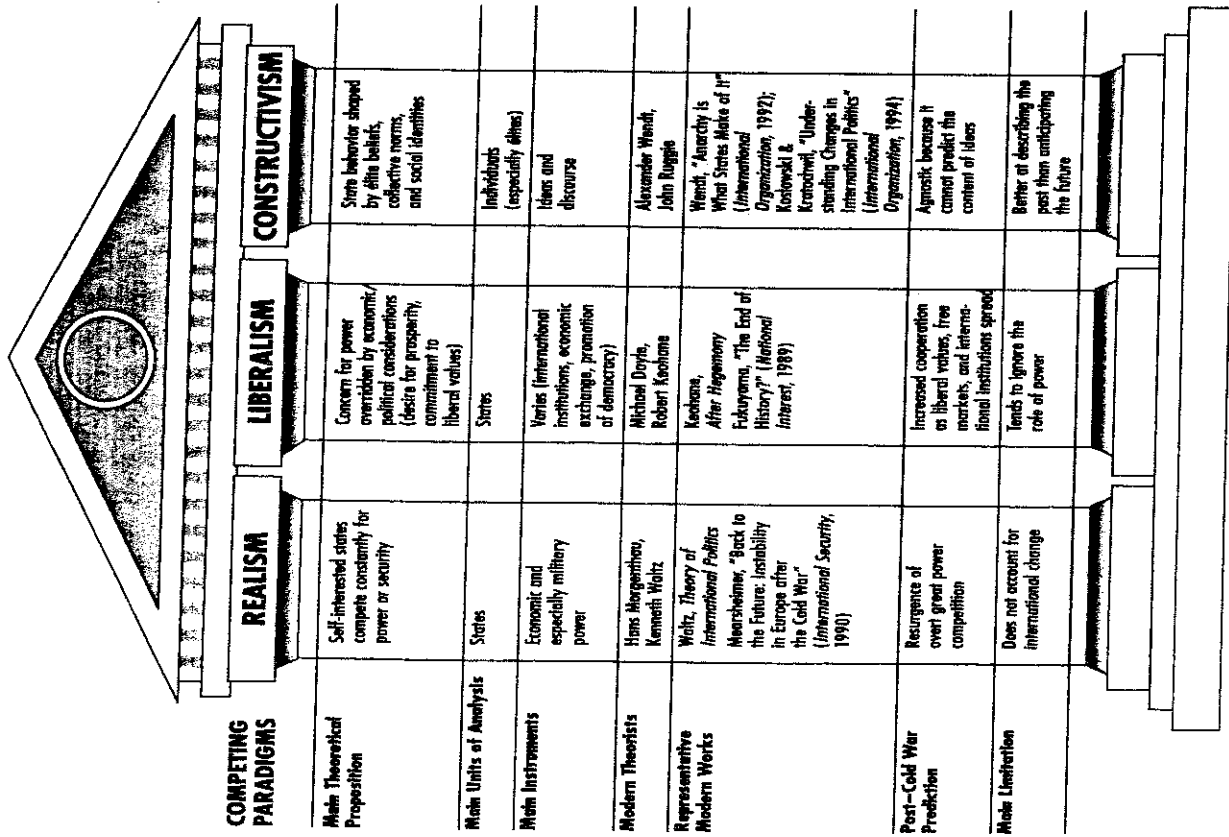 COMPETING
PARADIGMS
REALISM
LIBERALISM
CONSTRUCTIVISM
Main Theoretical
Proposition
Self-interested states
compete constantly for
power or security
Concern for power
overridden by economic/
political considerations
(desire for prosperity,
commitment to
liberal values)
State behavior shaped
by élite beliefs,
collective norms,
and social identities
Main Units of Analysis
States
States
Individuals
(especially élites)
Main Instruments
Economic and
especially military
power
Varies (international
institutions, economic
exchange, promotion
of democracy)
Ideas and
discourse
Modern Theorists
Hans Morgenthau,
Kenneth Waltz
Michael Doyle,
Robert Keohane
Alexander Wendt,
John Ruggie
Representative
Modern Works
Waltz, Theory of
International Politics
Mearsheimer, "Back to
the Future: Instability
in Europe after
the Cold War"
(International Security,
1990)
Keohane,
After Hegemony
Fukuyama, "The End of
History?" (National
Interest, 1989)
Wendt, "Anarchy Is
What States Make of It"
(International
Organization, 1992);
Koslowski &
Kratochwil, "Under-
standing Changes in
International Politics"
(International
Organization, 1994)
Post–Cold War
Prediction
Resurgence of
overt great power
competition
Increased cooperation
as liberal values, free
markets, and interna-
tional institutions spread
Agnostic because it
cannot predict the
content of ideas
Main Limitation
Does not account for
international change
Tends to ignore the
role of power
Better at describing the
past than anticipating
the future